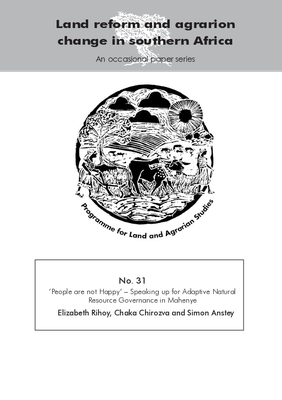 Land reform and agrarion
change in southern Africa
An occasional paper series
Programme for Land and Agrarian Studies
No. 31
'People are not Happy' – Speaking up for Adaptive Natural
Resource Governance in Mahenye
Elizabeth Rihoy, Chaka Chirozva and Simon Anstey